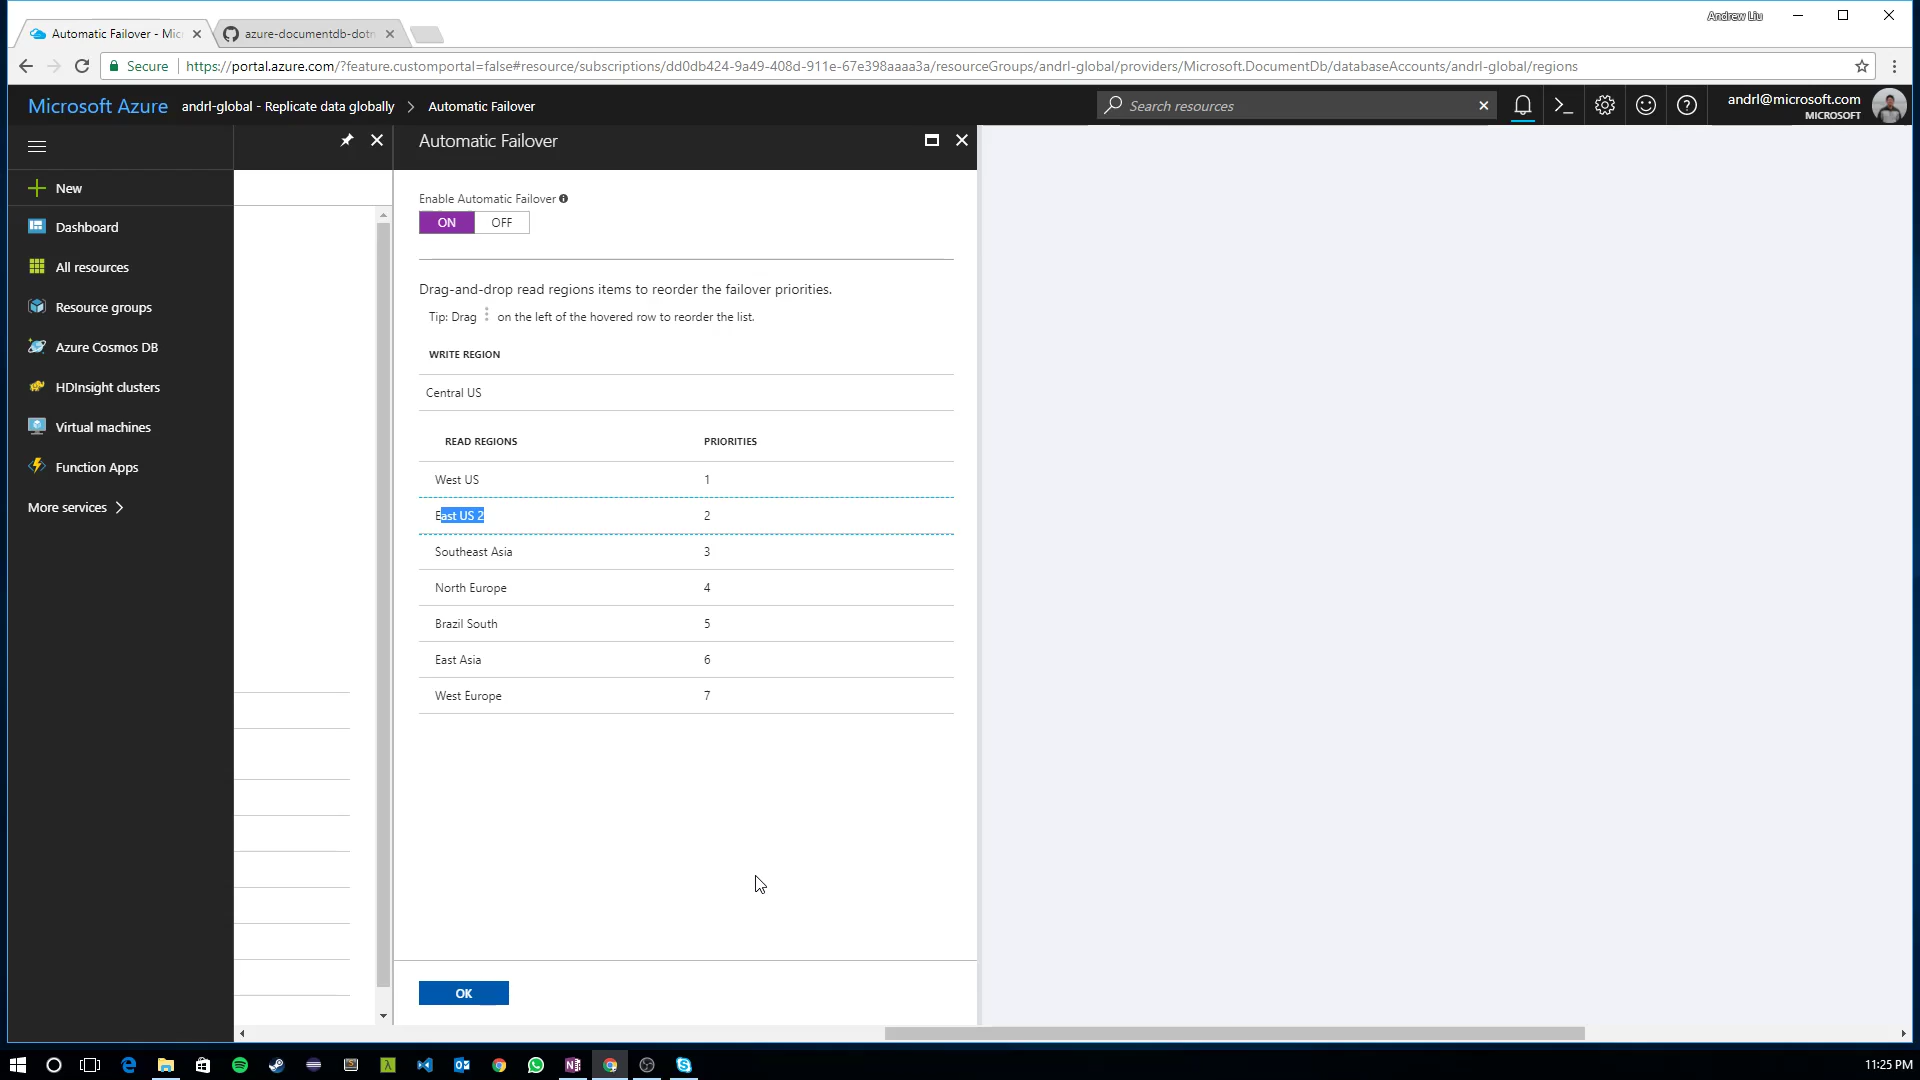 Andrew Liu
Automatic Failover - Mic
azure-documentdb-dotn
Secure
https://portal.azure.com/?feature.customportal=false#resource/subscriptions/dd0db424-9a49-408d-911e-67e398aaaa3a/resourceGroups/andrl-global/providers/Microsoft.DocumentDb/databaseAccounts/andrl-global/regions
Microsoft Azure
andrl-global - Replicate data globally
Automatic Failover
Search resources
andrl@microsoft.com
MICROSOFT
New
Dashboard
All resources
Resource groups
Azure Cosmos DB
HDInsight clusters
Virtual machines
Function Apps
More services
Automatic Failover
Enable Automatic Failover
ON OFF
Drag-and-drop read regions items to reorder the failover priorities.
Tip: Drag on the left of the hovered row to reorder the list.
WRITE REGION
Central US
READ REGIONS PRIORITIES
West US 1
East US 2 2
Southeast Asia 3
North Europe 4
Brazil South 5
East Asia 6
West Europe 7
OK
11:25 PM